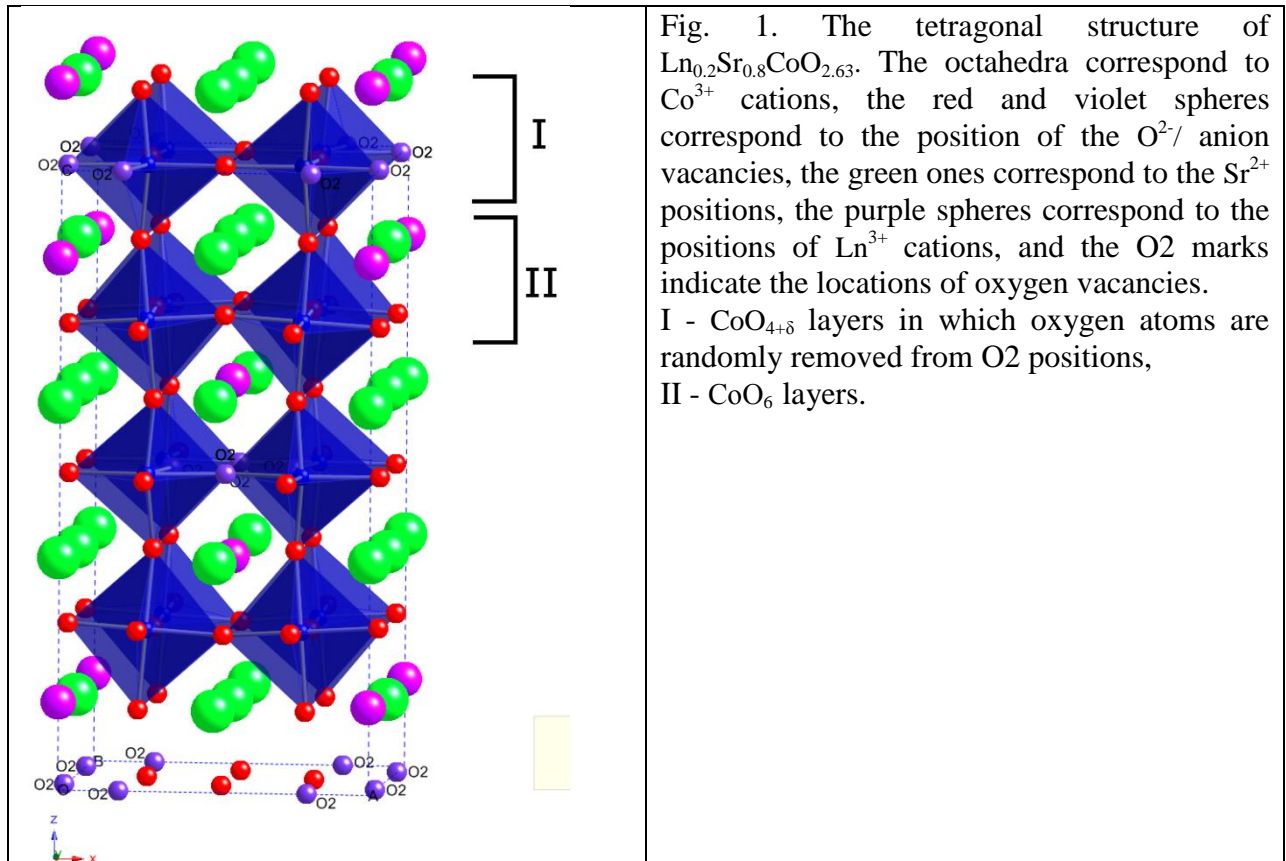 I
II
O2
O2
C
O2
O2
O2
O2
O2
O2
O2
O2
B
O2
O2
O2
O
O2
O2
A
O2
z
y
x
Fig. 1. The tetragonal structure of
Ln0.2Sr0.8CoO2.63. The octahedra correspond to
Co3+ cations, the red and violet spheres
correspond to the position of the O2-/ anion
vacancies, the green ones correspond to the Sr2+
positions, the purple spheres correspond to the
positions of Ln3+ cations, and the O2 marks
indicate the locations of oxygen vacancies.
I - CoO4+δ layers in which oxygen atoms are
randomly removed from O2 positions,
II - CoO6 layers.